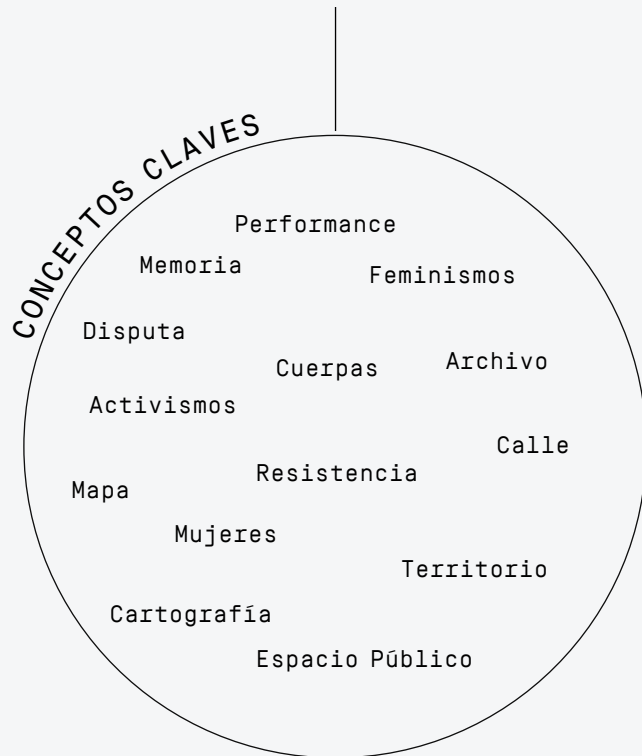 CONCEPTOS CLAVES
Performance
Memoria
Feminismos
Disputa
Cuerpas
Archivo
Activismos
Calle
Resistencia
Mapa
Mujeres
Territorio
Cartografía
Espacio Público